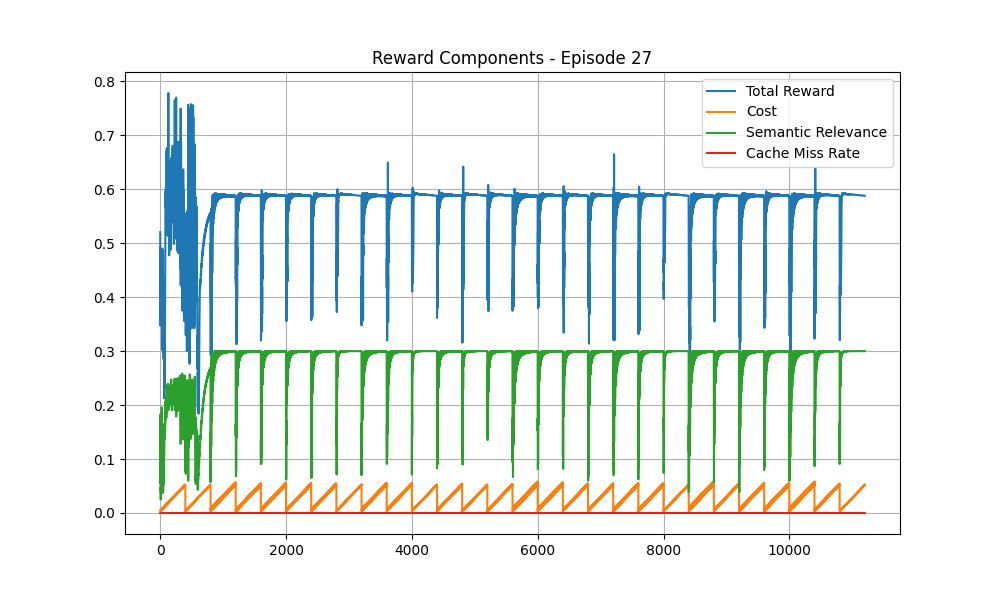 Reward Components - Episode 27
Total Reward
Cost
Semantic Relevance
Cache Miss Rate
0.8
0.7
0.6
0.5
0.4
0.3
0.2
0.1
0.0
0 2000 4000 6000 8000 10000